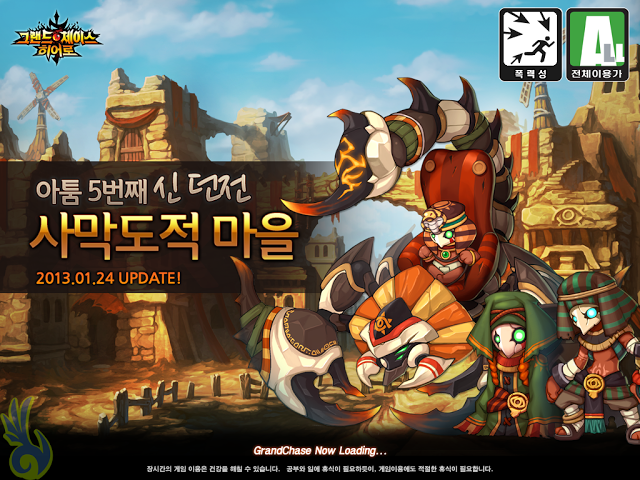 그랜드체이스
히어로
폭력성
ALL
전체이용가
아툼 5번째 신 던전
사막도적 마을
2013.01.24 UPDATE!
GrandChase Now Loading...
장시간의 게임 이용은 건강을 해칠 수 있습니다. 공부와 일에 휴식이 필요하듯이, 게임이용에도 적절한 휴식이 필요합니다.